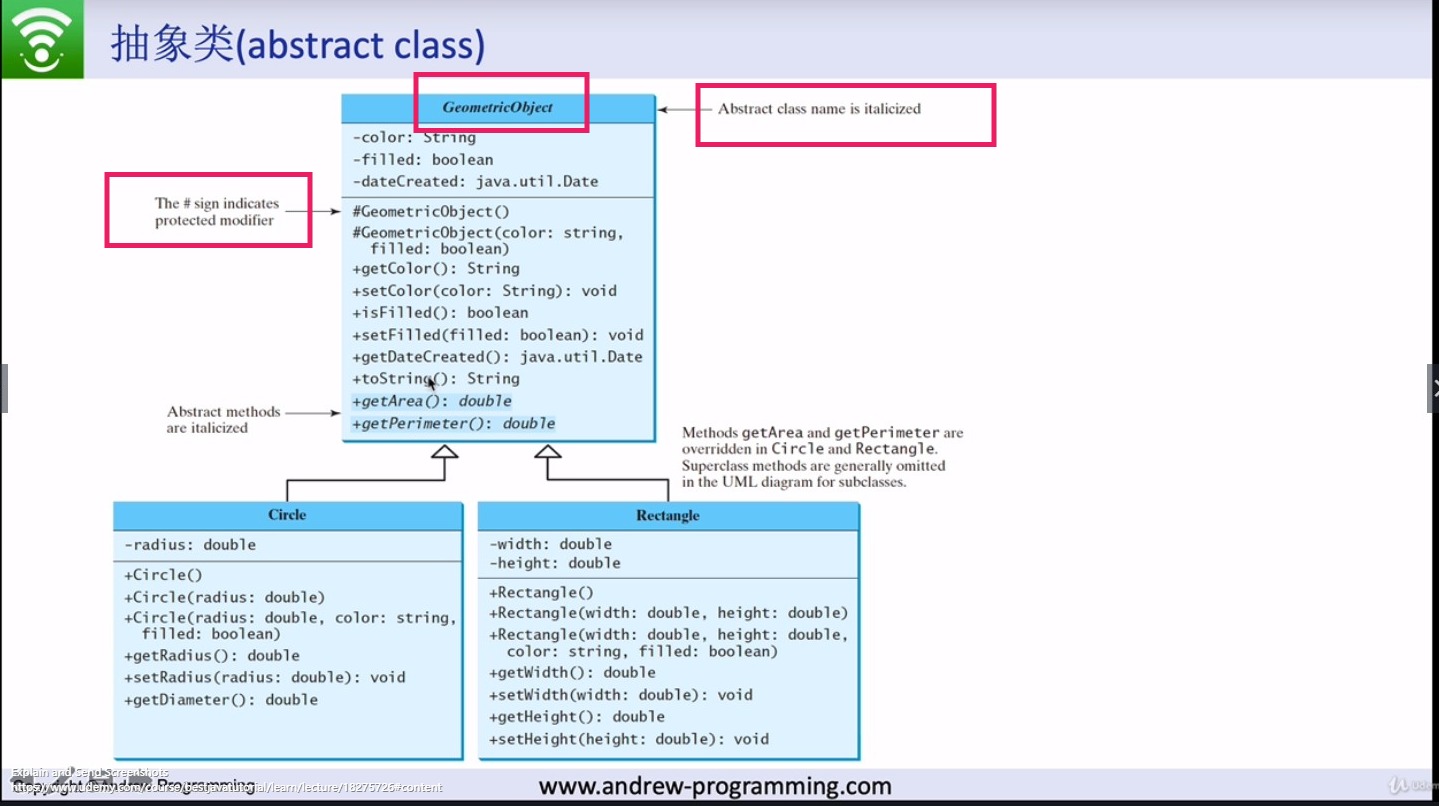 抽象类(abstract class)
GeometricObject
Abstract class name is italicized
-color: String
-filled: boolean
-dateCreated: java.util.Date
The # sign indicates
protected modifier
#GeometricObject()
#GeometricObject(color: string,
filled: boolean)
+getColor(): String
+setColor(color: String): void
+isFilled(): boolean
+setFilled(filled: boolean): void
+getDateCreated(): java.util.Date
+toString(): String
Abstract methods
are italicized
+getArea(): double
+getPerimeter(): double
Methods getArea and getPerimeter are
overridden in Circle and Rectangle.
Superclass methods are generally omitted
in the UML diagram for subclasses.
Circle
-radius: double
+Circle()
+Circle(radius: double)
+Circle(radius: double, color: string,
filled: boolean)
+getRadius(): double
+setRadius(radius: double): void
+getDiameter(): double
Rectangle
-width: double
-height: double
+Rectangle()
+Rectangle(width: double, height: double)
+Rectangle(width: double, height: double,
color: string, filled: boolean)
+getWidth(): double
+setWidth(width: double): void
+getHeight(): double
+setHeight(height: double): void
Explain and Send Screenshots
Programming
https://www.udemy.com/course/bestjavatutorial/learn/lecture/18275726#content
www.andrew-programming.com